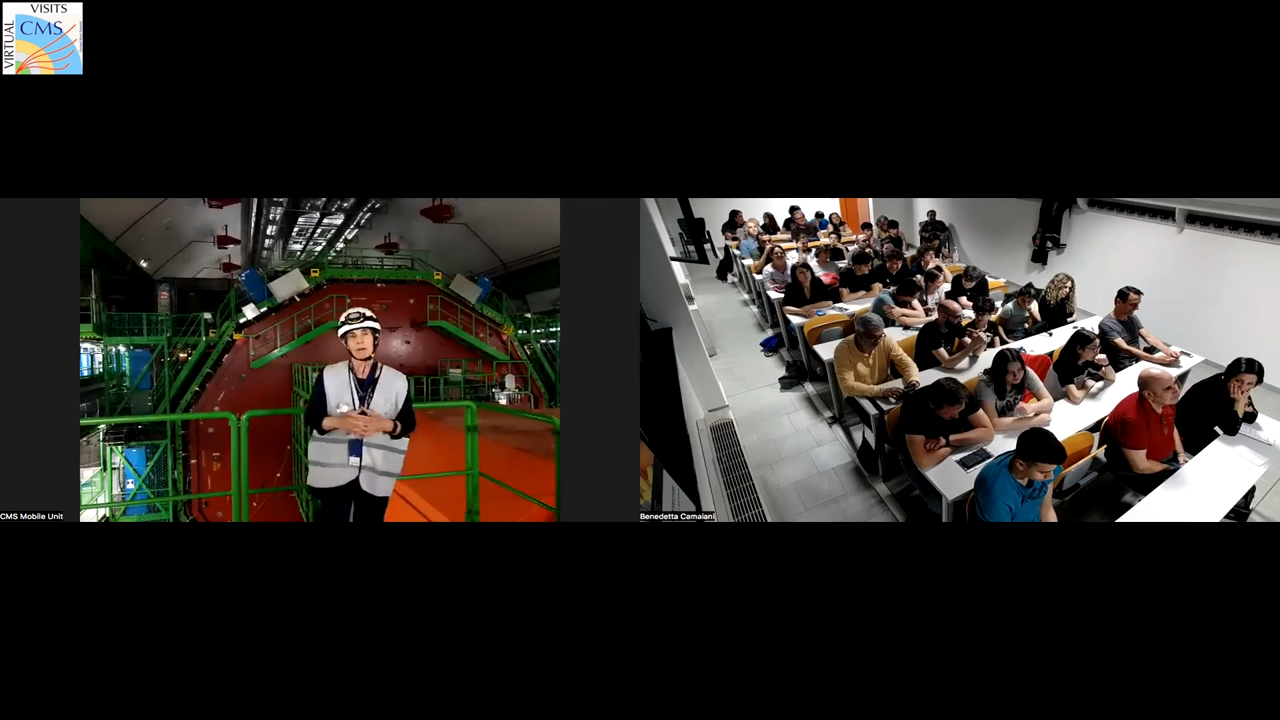 VISITS
CMS
VIRTUAL
CMS Mobile Unit
Benedetta Camaiani